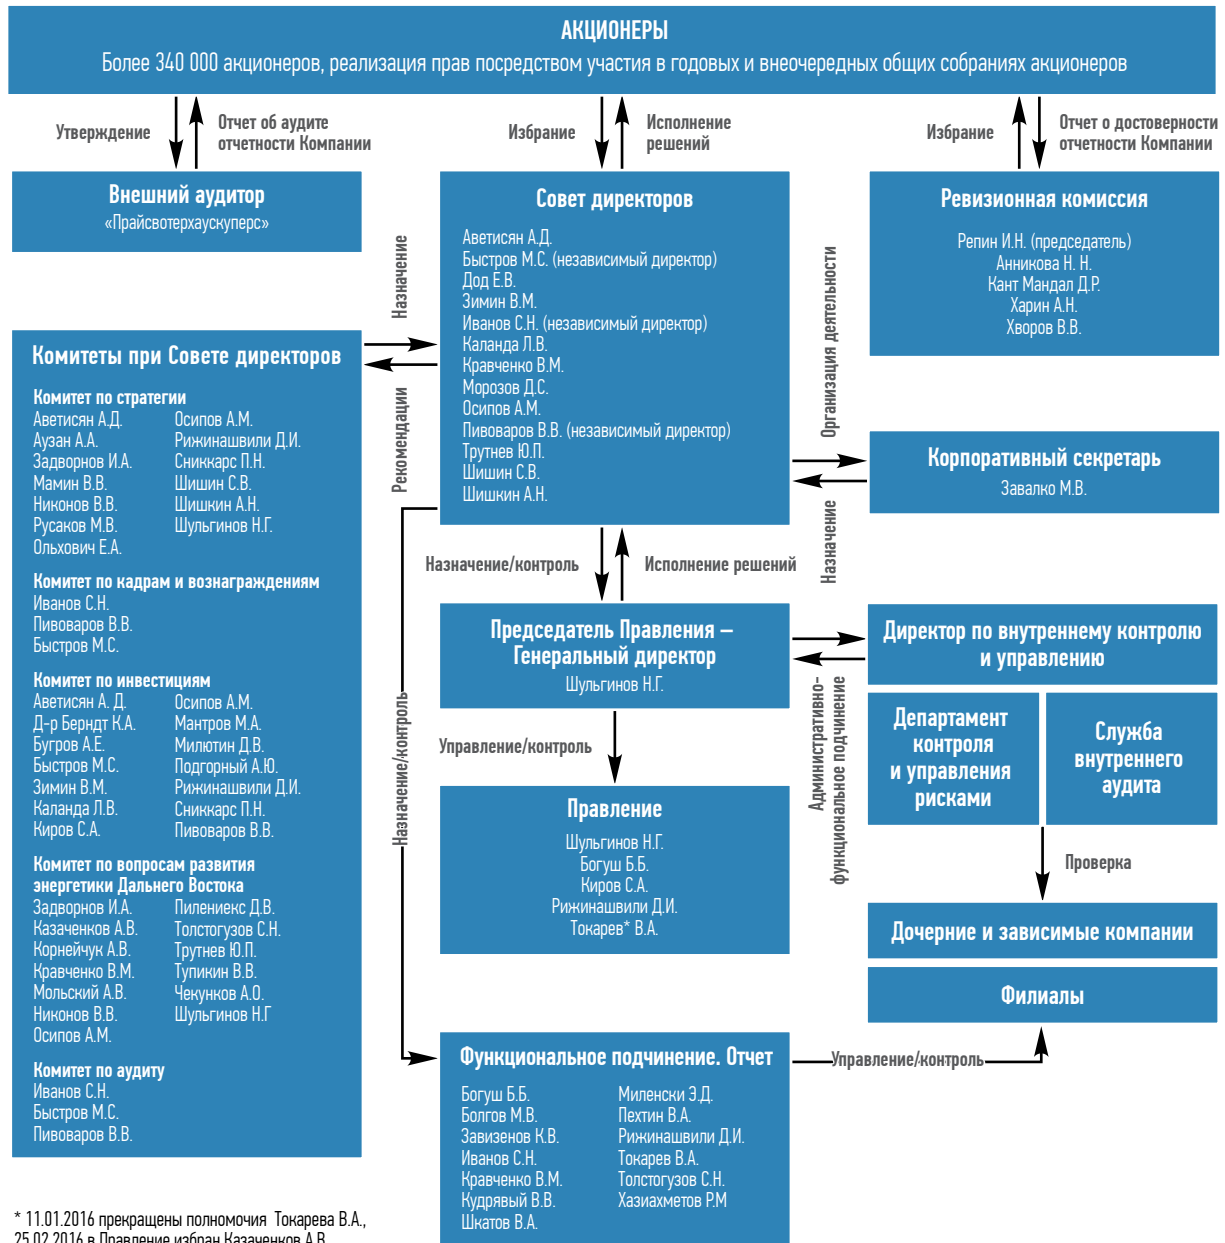 АКЦИОНЕРЫ
Более 340 000 акционеров, реализация прав посредством участия в годовых и внеочередных общих собраниях акционеров
Утверждение
Отчет об аудите
отчетности Компании
Избрание
Исполнение
решений
Избрание
Отчет о достоверности
отчетности Компании
Внешний аудитор
«Прайсвотерхаускуперс»
Совет директоров
Аветисян А.Д.
Быстров М.С. (независимый директор)
Дод Е.В.
Зимин В.М.
Иванов С.Н. (независимый директор)
Каланда Л.В.
Кравченко В.М.
Морозов Д.С.
Осипов А.М.
Пивоваров В.В. (независимый директор)
Трутнев Ю.П.
Шишин С.В.
Шишкин А.Н.
Ревизионная комиссия
Репин И.Н. (председатель)
Анникова Н. Н.
Кант Мандал Д.Р.
Харин А.Н.
Хворов В.В.
Назначение
Рекомендации
Организация деятельности
Назначение
Комитеты при Совете директоров
Комитет по стратегии
Аветисян А.Д.
Аузан А.А.
Задворнов И.А.
Мамин В.В.
Никонов В.В.
Русаков М.В.
Ольхович Е.А.
Осипов А.М.
Рижинашвили Д.И.
Сниккарс П.Н.
Шишин С.В.
Шишкин А.Н.
Шульгинов Н.Г.
Комитет по кадрам и вознаграждениям
Иванов С.Н.
Пивоваров В.В.
Быстров М.С.
Комитет по инвестициям
Аветисян А. Д.
Д-р Берндт К.А.
Бугров А.Е.
Быстров М.С.
Зимин В.М.
Каланда Л.В.
Киров С.А.
Осипов А.М.
Мантров М.А.
Милютин Д.В.
Подгорный А.Ю.
Рижинашвили Д.И.
Сниккарс П.Н.
Пивоваров В.В.
Комитет по вопросам развития
энергетики Дальнего Востока
Задворнов И.А.
Казаченков А.В.
Корнейчук А.В.
Кравченко В.М.
Мольский А.В.
Никонов В.В.
Осипов А.М.
Пилениекс Д.В.
Толстогузов С.Н.
Трутнев Ю.П.
Тупикин В.В.
Чекунков А.О.
Шульгинов Н.Г
Комитет по аудиту
Иванов С.Н.
Быстров М.С.
Пивоваров В.В.
Корпоративный секретарь
Завалко М.В.
Назначение/контроль
Исполнение решений
Назначение/контроль
Председатель Правления –
Генеральный директор
Шульгинов Н.Г.
Административно-
функциональное подчинение
Директор по внутреннему контролю
и управлению
Департамент
контроля
и управления
рисками
Служба
внутреннего
аудита
Управление/контроль
Правление
Шульгинов Н.Г.
Богуш Б.Б.
Киров С.А.
Рижинашвили Д.И.
Токарев* В.А.
Проверка
Дочерние и зависимые компании
Филиалы
Функциональное подчинение. Отчет
Богуш Б.Б.
Болгов М.В.
Завизенов К.В.
Иванов С.Н.
Кравченко В.М.
Кудрявый В.В.
Шкатов В.А.
Миленски Э.Д.
Пехтин В.А.
Рижинашвили Д.И.
Токарев В.А.
Толстогузов С.Н.
Хазиахметов Р.М
Управление/контроль
* 11.01.2016 прекращены полномочия Токарева В.А.,
25.02.2016 в Правление избран Казаченков А.В.